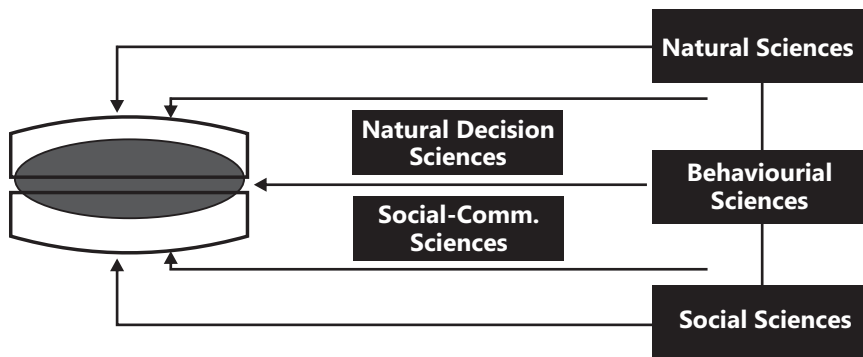 Natural Sciences
Natural Decision
Sciences
Behaviourial
Sciences
Social-Comm.
Sciences
Social Sciences